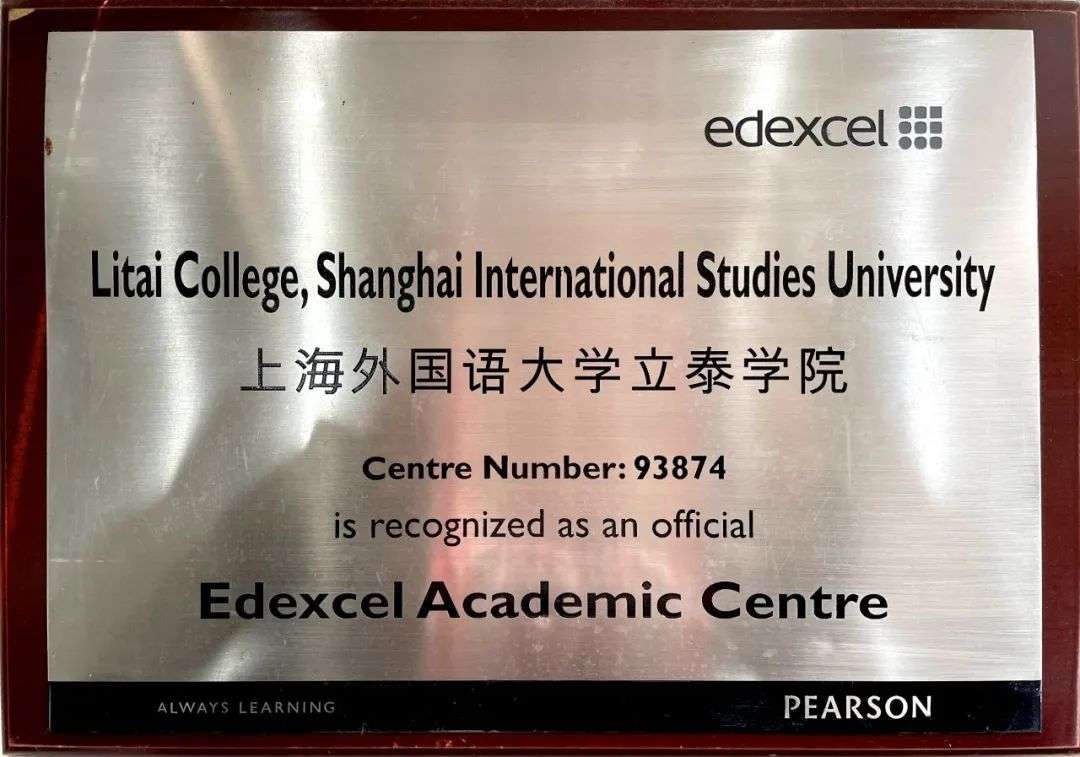 edexcel
Litai College, Shanghai International Studies University
上海外国语大学立泰学院
Centre Number: 93874
is recognized as an official
Edexcel Academic Centre
ALWAYS LEARNING
PEARSON